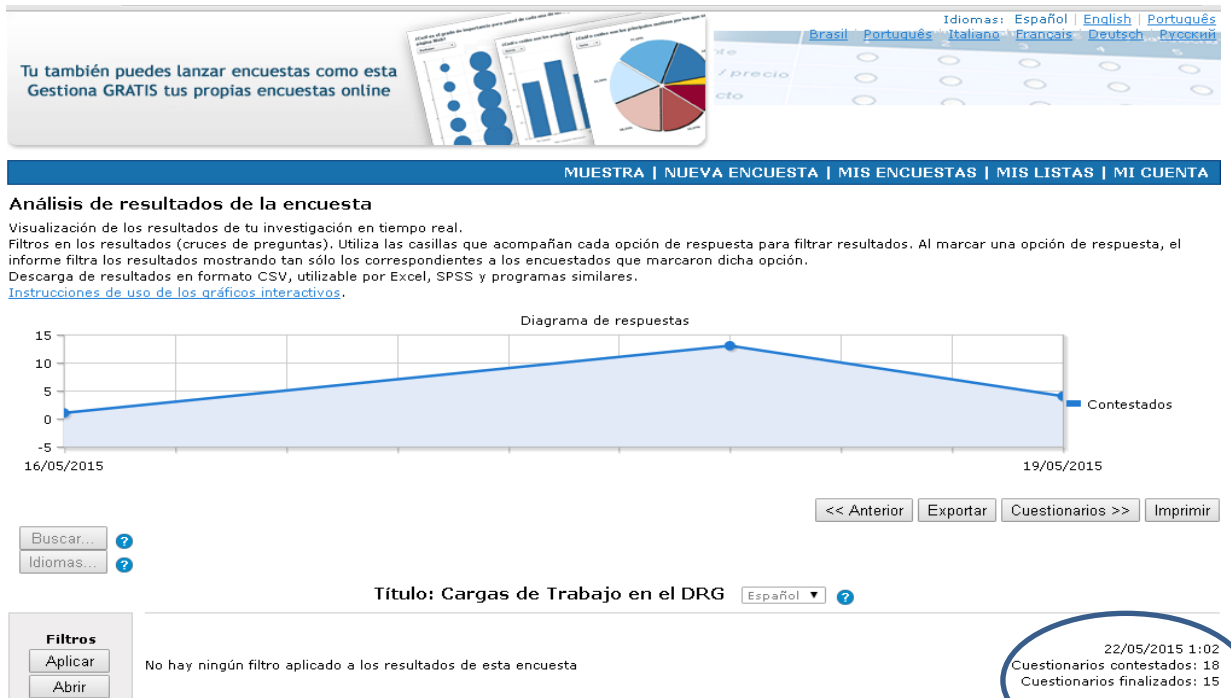 Idiomas: Español | English | Português
Brasil Português Italiano Français Deutsch Русский
Tu también puedes lanzar encuestas como esta
Gestiona GRATIS tus propias encuestas online
/ precio
cto
MUESTRA | NUEVA ENCUESTA | MIS ENCUESTAS | MIS LISTAS | MI CUENTA
Análisis de resultados de la encuesta
Visualización de los resultados de tu investigación en tiempo real.
Filtros en los resultados (cruces de preguntas). Utiliza las casillas que acompañan cada opción de respuesta para filtrar resultados. Al marcar una opción de respuesta, el
informe filtra los resultados mostrando tan sólo los correspondientes a los encuestados que marcaron dicha opción.
Descarga de resultados en formato CSV, utilizable por Excel, SPSS y programas similares.
Instrucciones de uso de los gráficos interactivos.
Diagrama de respuestas
15
10
5
0
-5
Contestados
16/05/2015 19/05/2015
<< Anterior Exportar Cuestionarios >> Imprimir
Buscar... ?
Idiomas... ?
Título: Cargas de Trabajo en el DRG Español ▼ ?
Filtros
Aplicar
Abrir
No hay ningún filtro aplicado a los resultados de esta encuesta
22/05/2015 1:02
Cuestionarios contestados: 18
Cuestionarios finalizados: 15